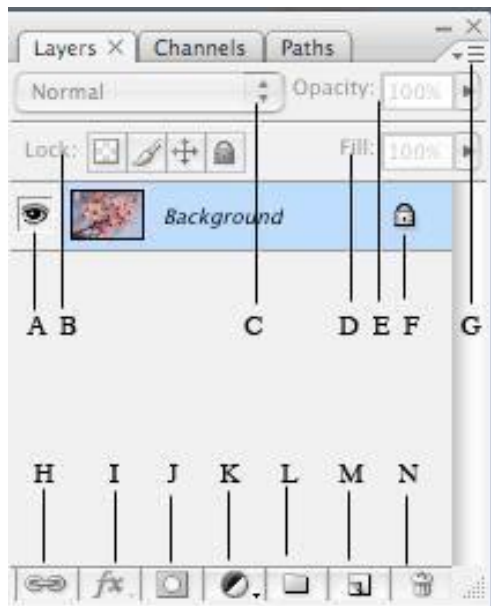 Layers × Channels Paths
Normal Opacity: 100%
Lock: Fill: 100%
Background
A B C D E F G
H I J K L M N
fx